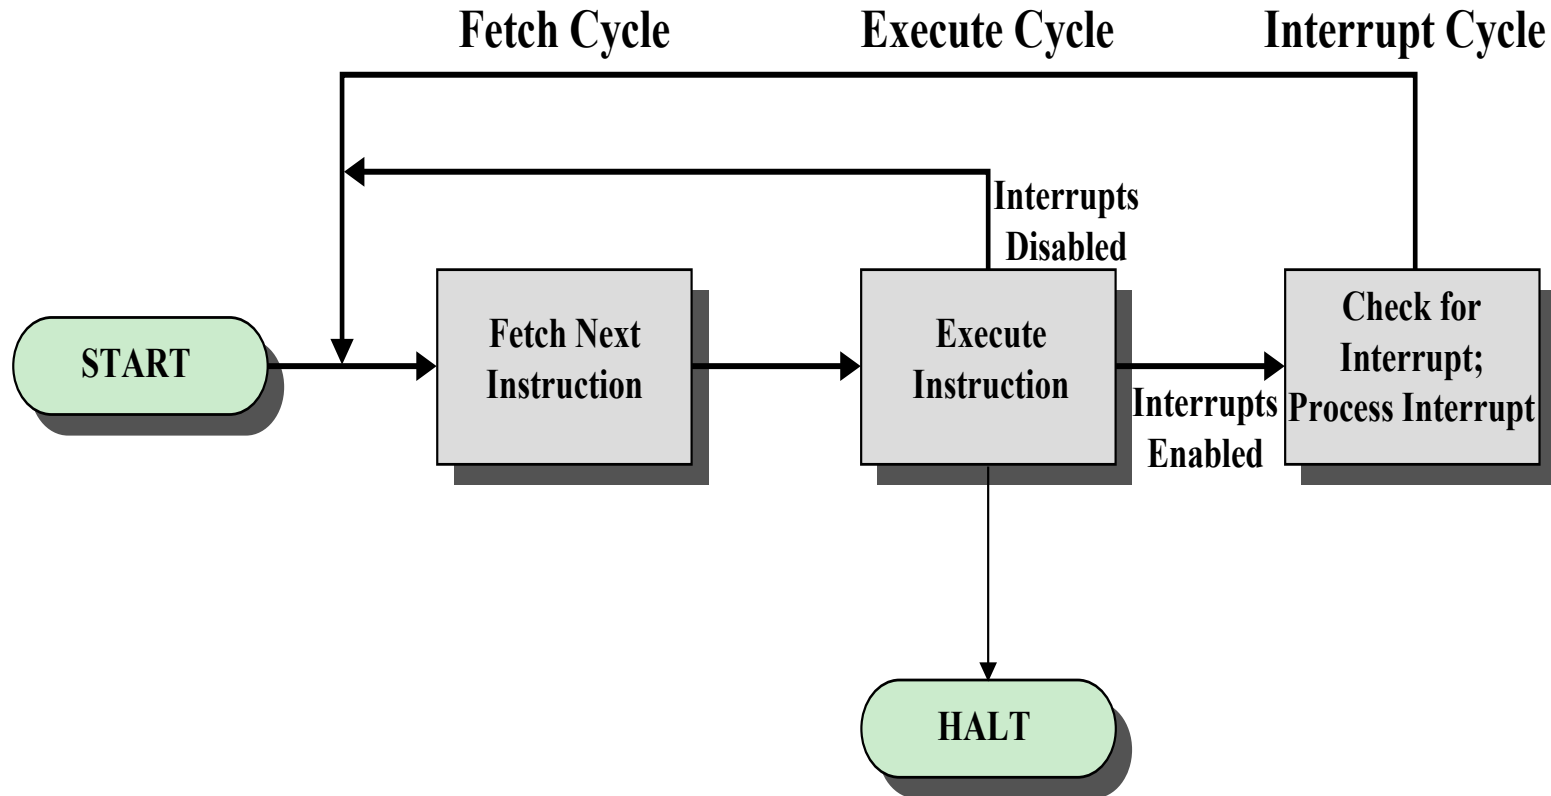 Fetch Cycle
Execute Cycle
Interrupt Cycle
Interrupts
Disabled
START
Fetch Next
Instruction
Execute
Instruction
Interrupts
Enabled
Check for
Interrupt;
Process Interrupt
HALT